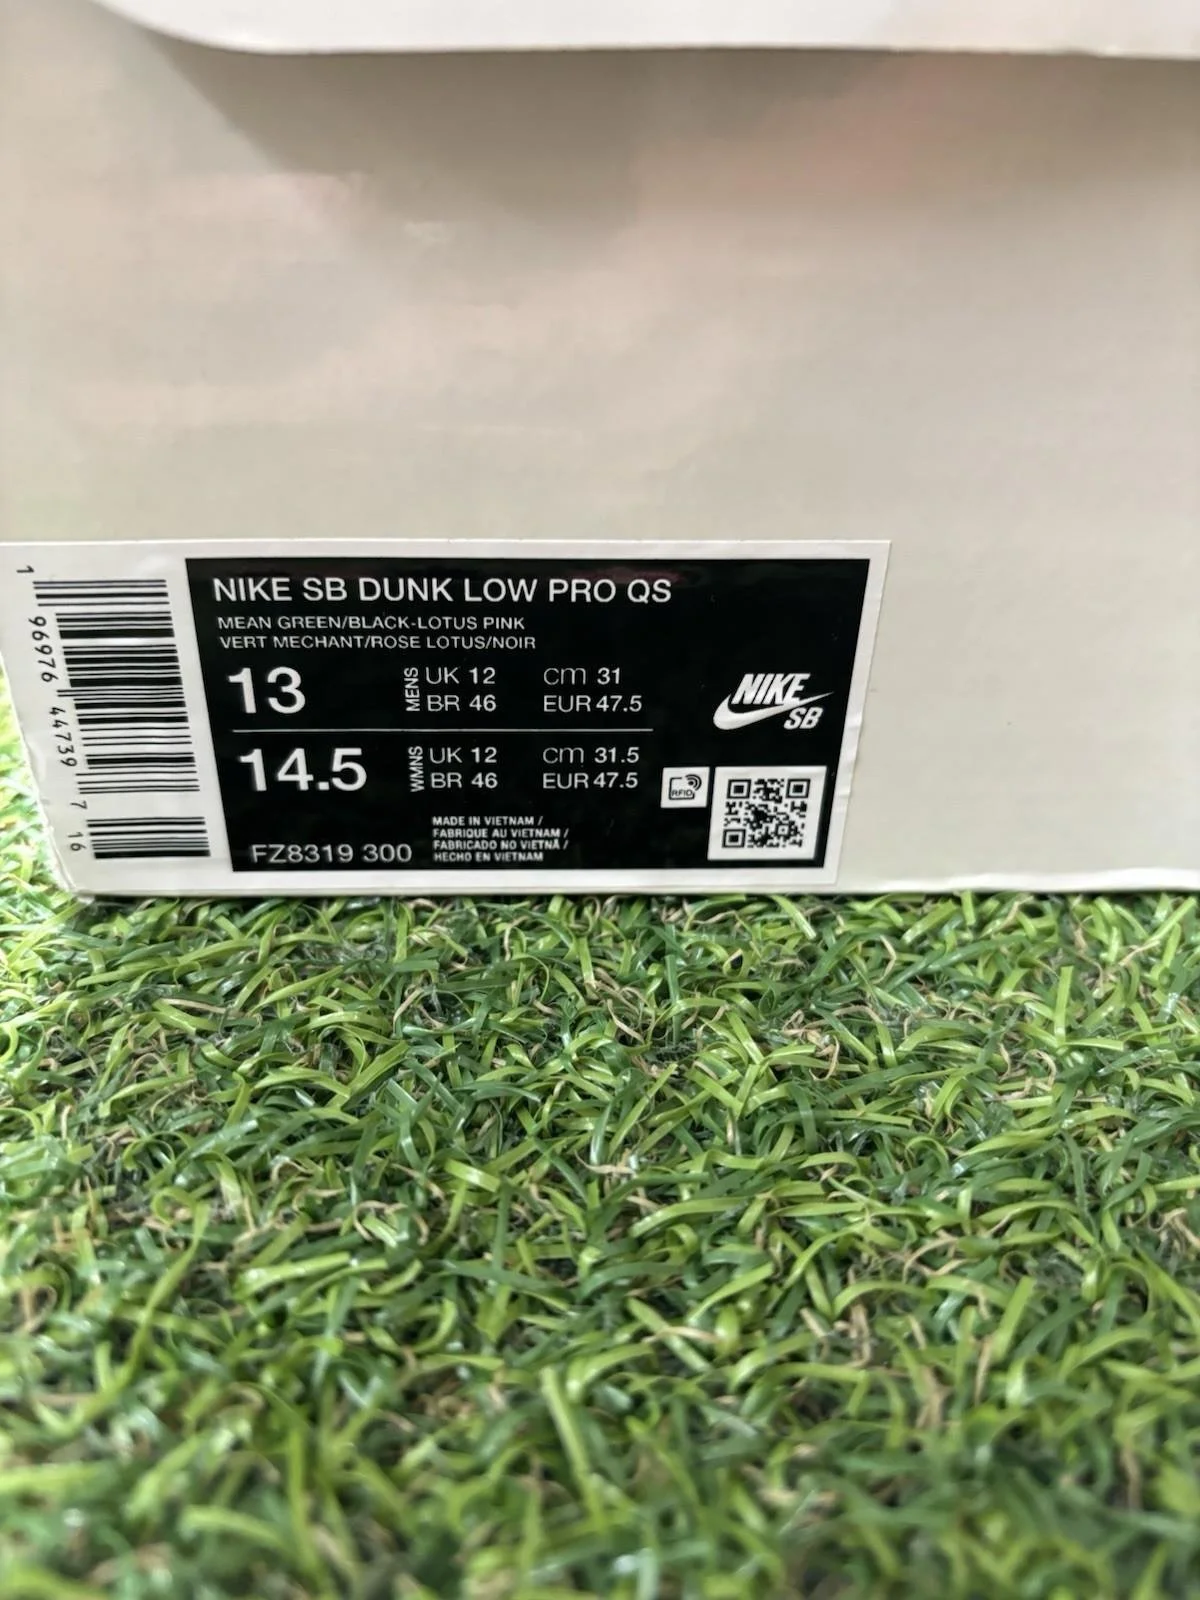 1 96976 44739 7 16
NIKE SB DUNK LOW PRO QS
MEAN GREEN/BLACK-LOTUS PINK
VERT MECHANT/ROSE LOTUS/NOIR
13 MENS UK 12 cm 31
BR 46 EUR 47.5
14.5 WMNS UK 12 cm 31.5
BR 46 EUR 47.5
NIKE
SB
RFID
MADE IN VIETNAM /
FABRIQUE AU VIETNAM /
FABRICADO NO VIETNÃ /
HECHO EN VIETNAM
FZ8319 300